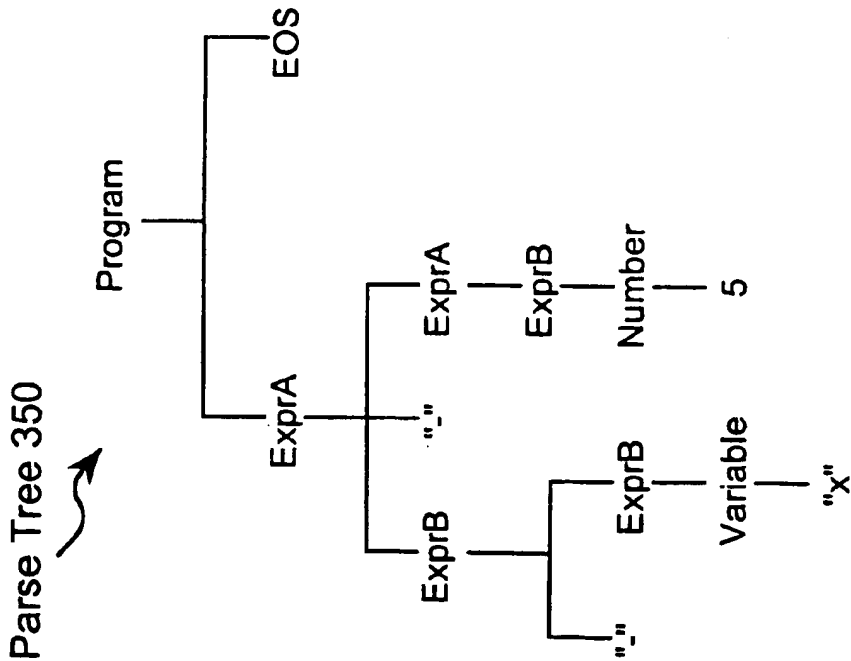 Parse Tree 350
Program
ExprA
EOS
ExprB
"-"
ExprA
"-"
ExprB
ExprB
Variable
Number
"x"
5